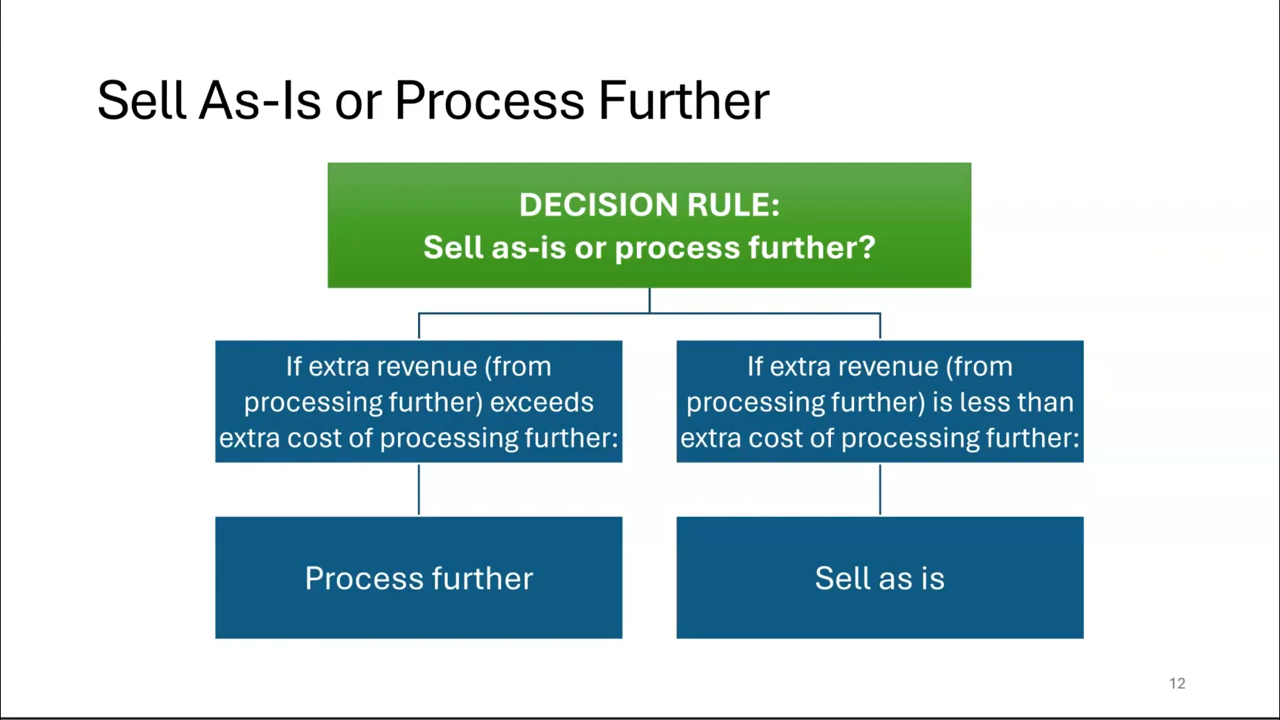 Sell As-Is or Process Further
DECISION RULE:
Sell as-is or process further?
If extra revenue (from
processing further) exceeds
extra cost of processing further:
If extra revenue (from
processing further) is less than
extra cost of processing further:
Process further
Sell as is
12